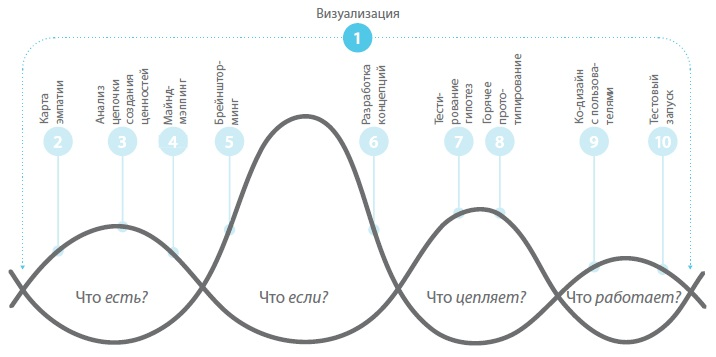 Визуализация
1
Карта
эмпатии
2
Анализ
цепочки
создания
ценностей
3
Майнд-
мэппинг
4
Брейнштор-
минг
5
Разработка
концепций
6
Тести-
рование
гипотез
7
Горячее
прото-
типирование
8
Ко-дизайн
с пользова-
телями
9
Тестовый
запуск
10
Что есть?
Что если?
Что цепляет?
Что работает?